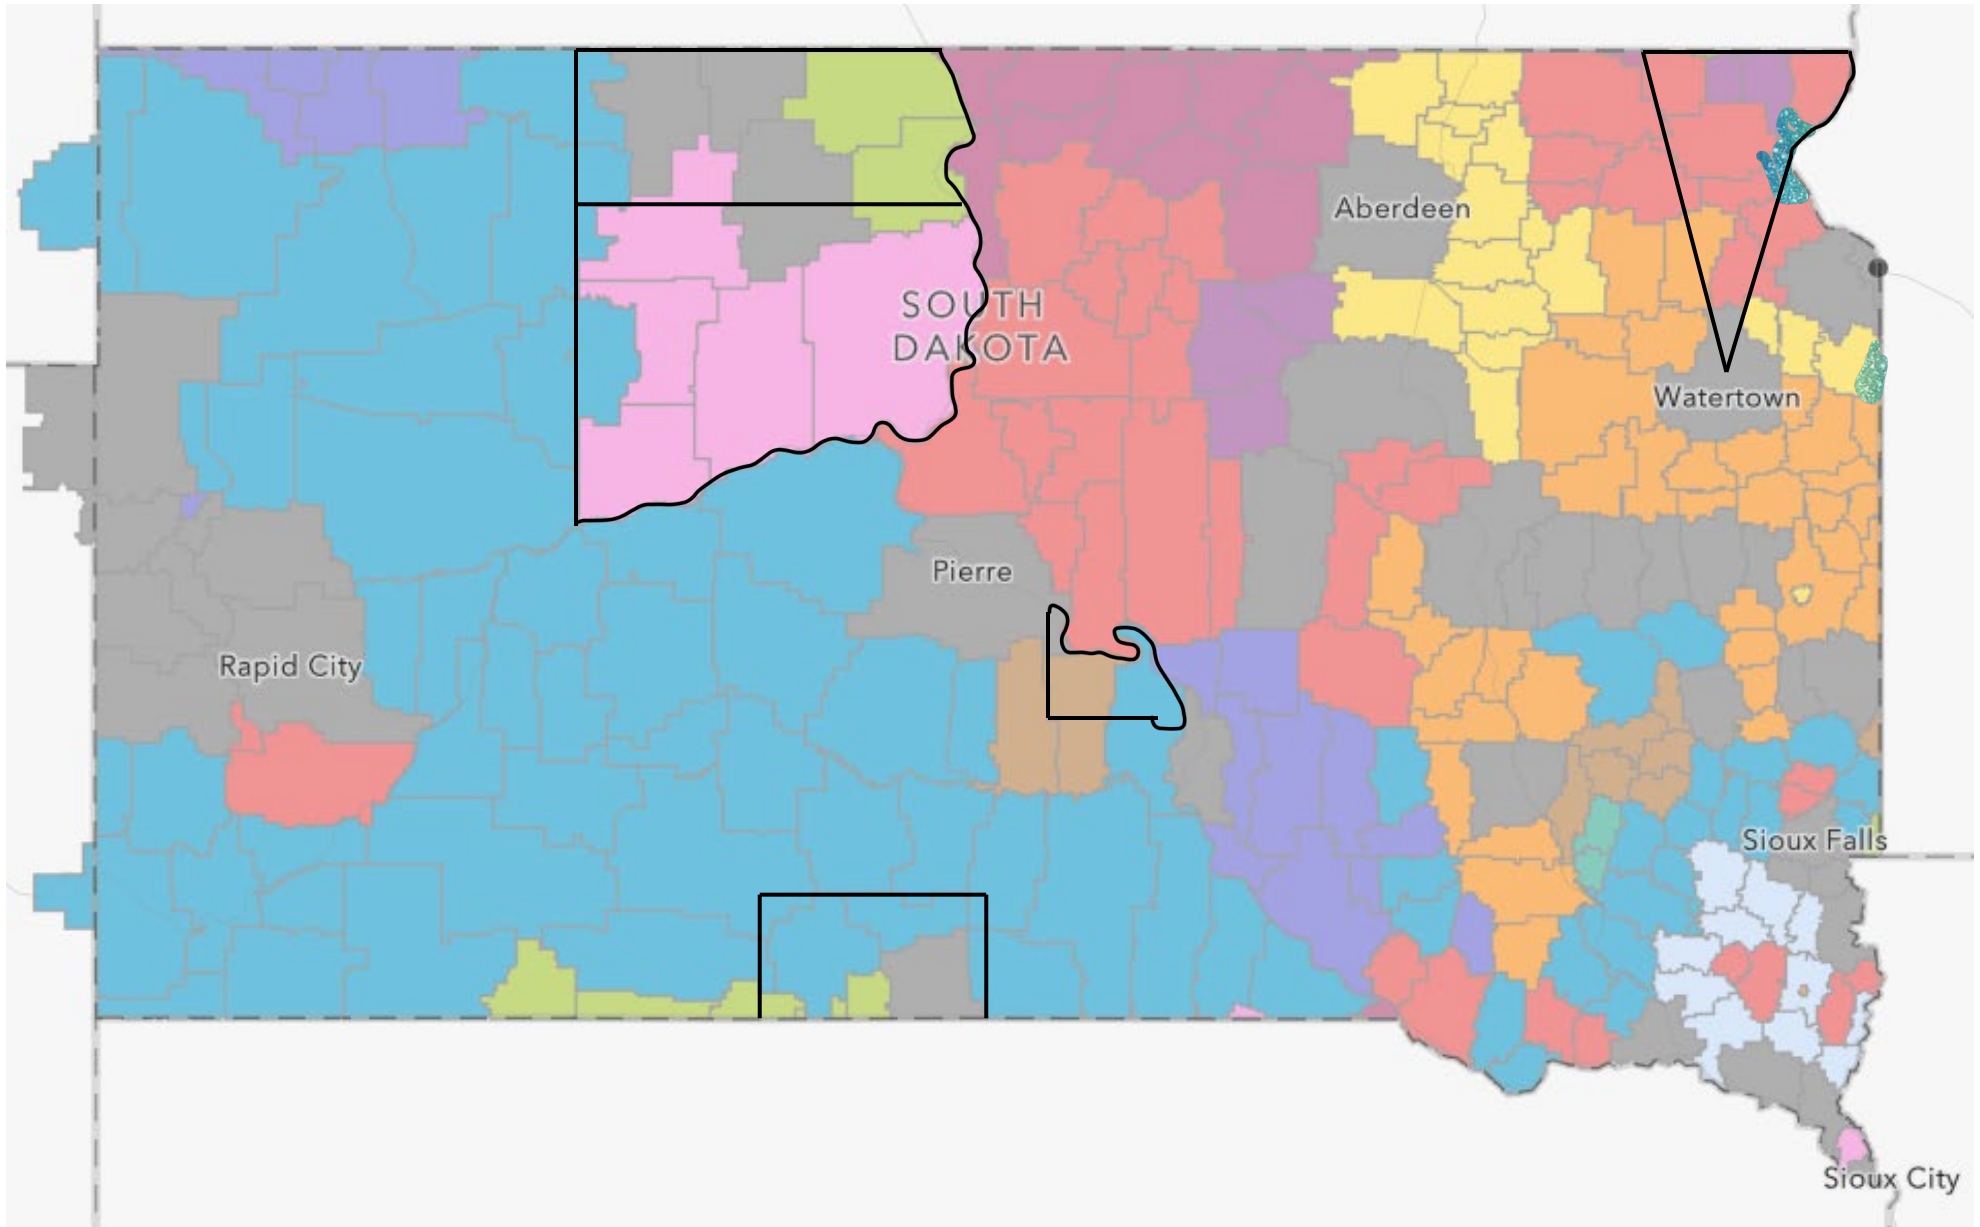 Aberdeen
SOUTH
DAKOTA
Watertown
Pierre
Rapid City
Sioux Falls
Sioux City